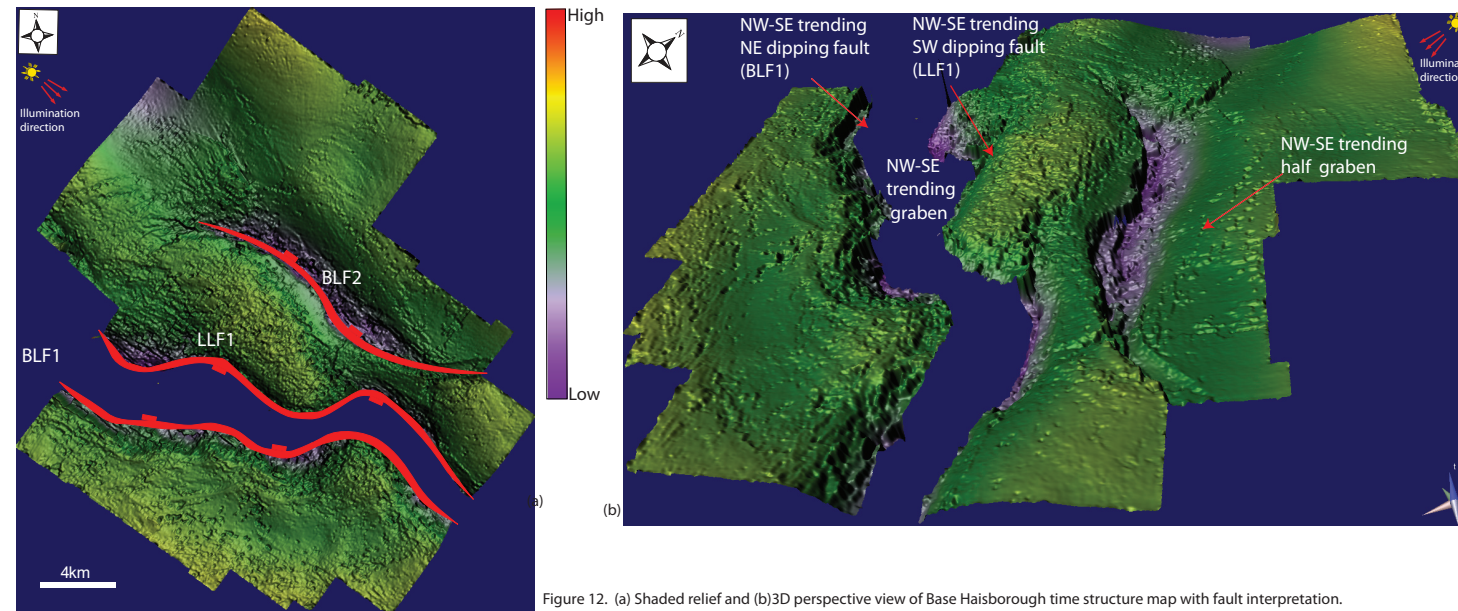 Illumination
direction
BLF2
LLF1
BLF1
4km
(a)
High
Low
NW-SE trending
NE dipping fault
(BLF1)
NW-SE trending
SW dipping fault
(LLF1)
N
NW-SE
trending
graben
NW-SE trending
half graben
(b)
Figure 12. (a) Shaded relief and (b)3D perspective view of Base Haisborough time structure map with fault interpretation.